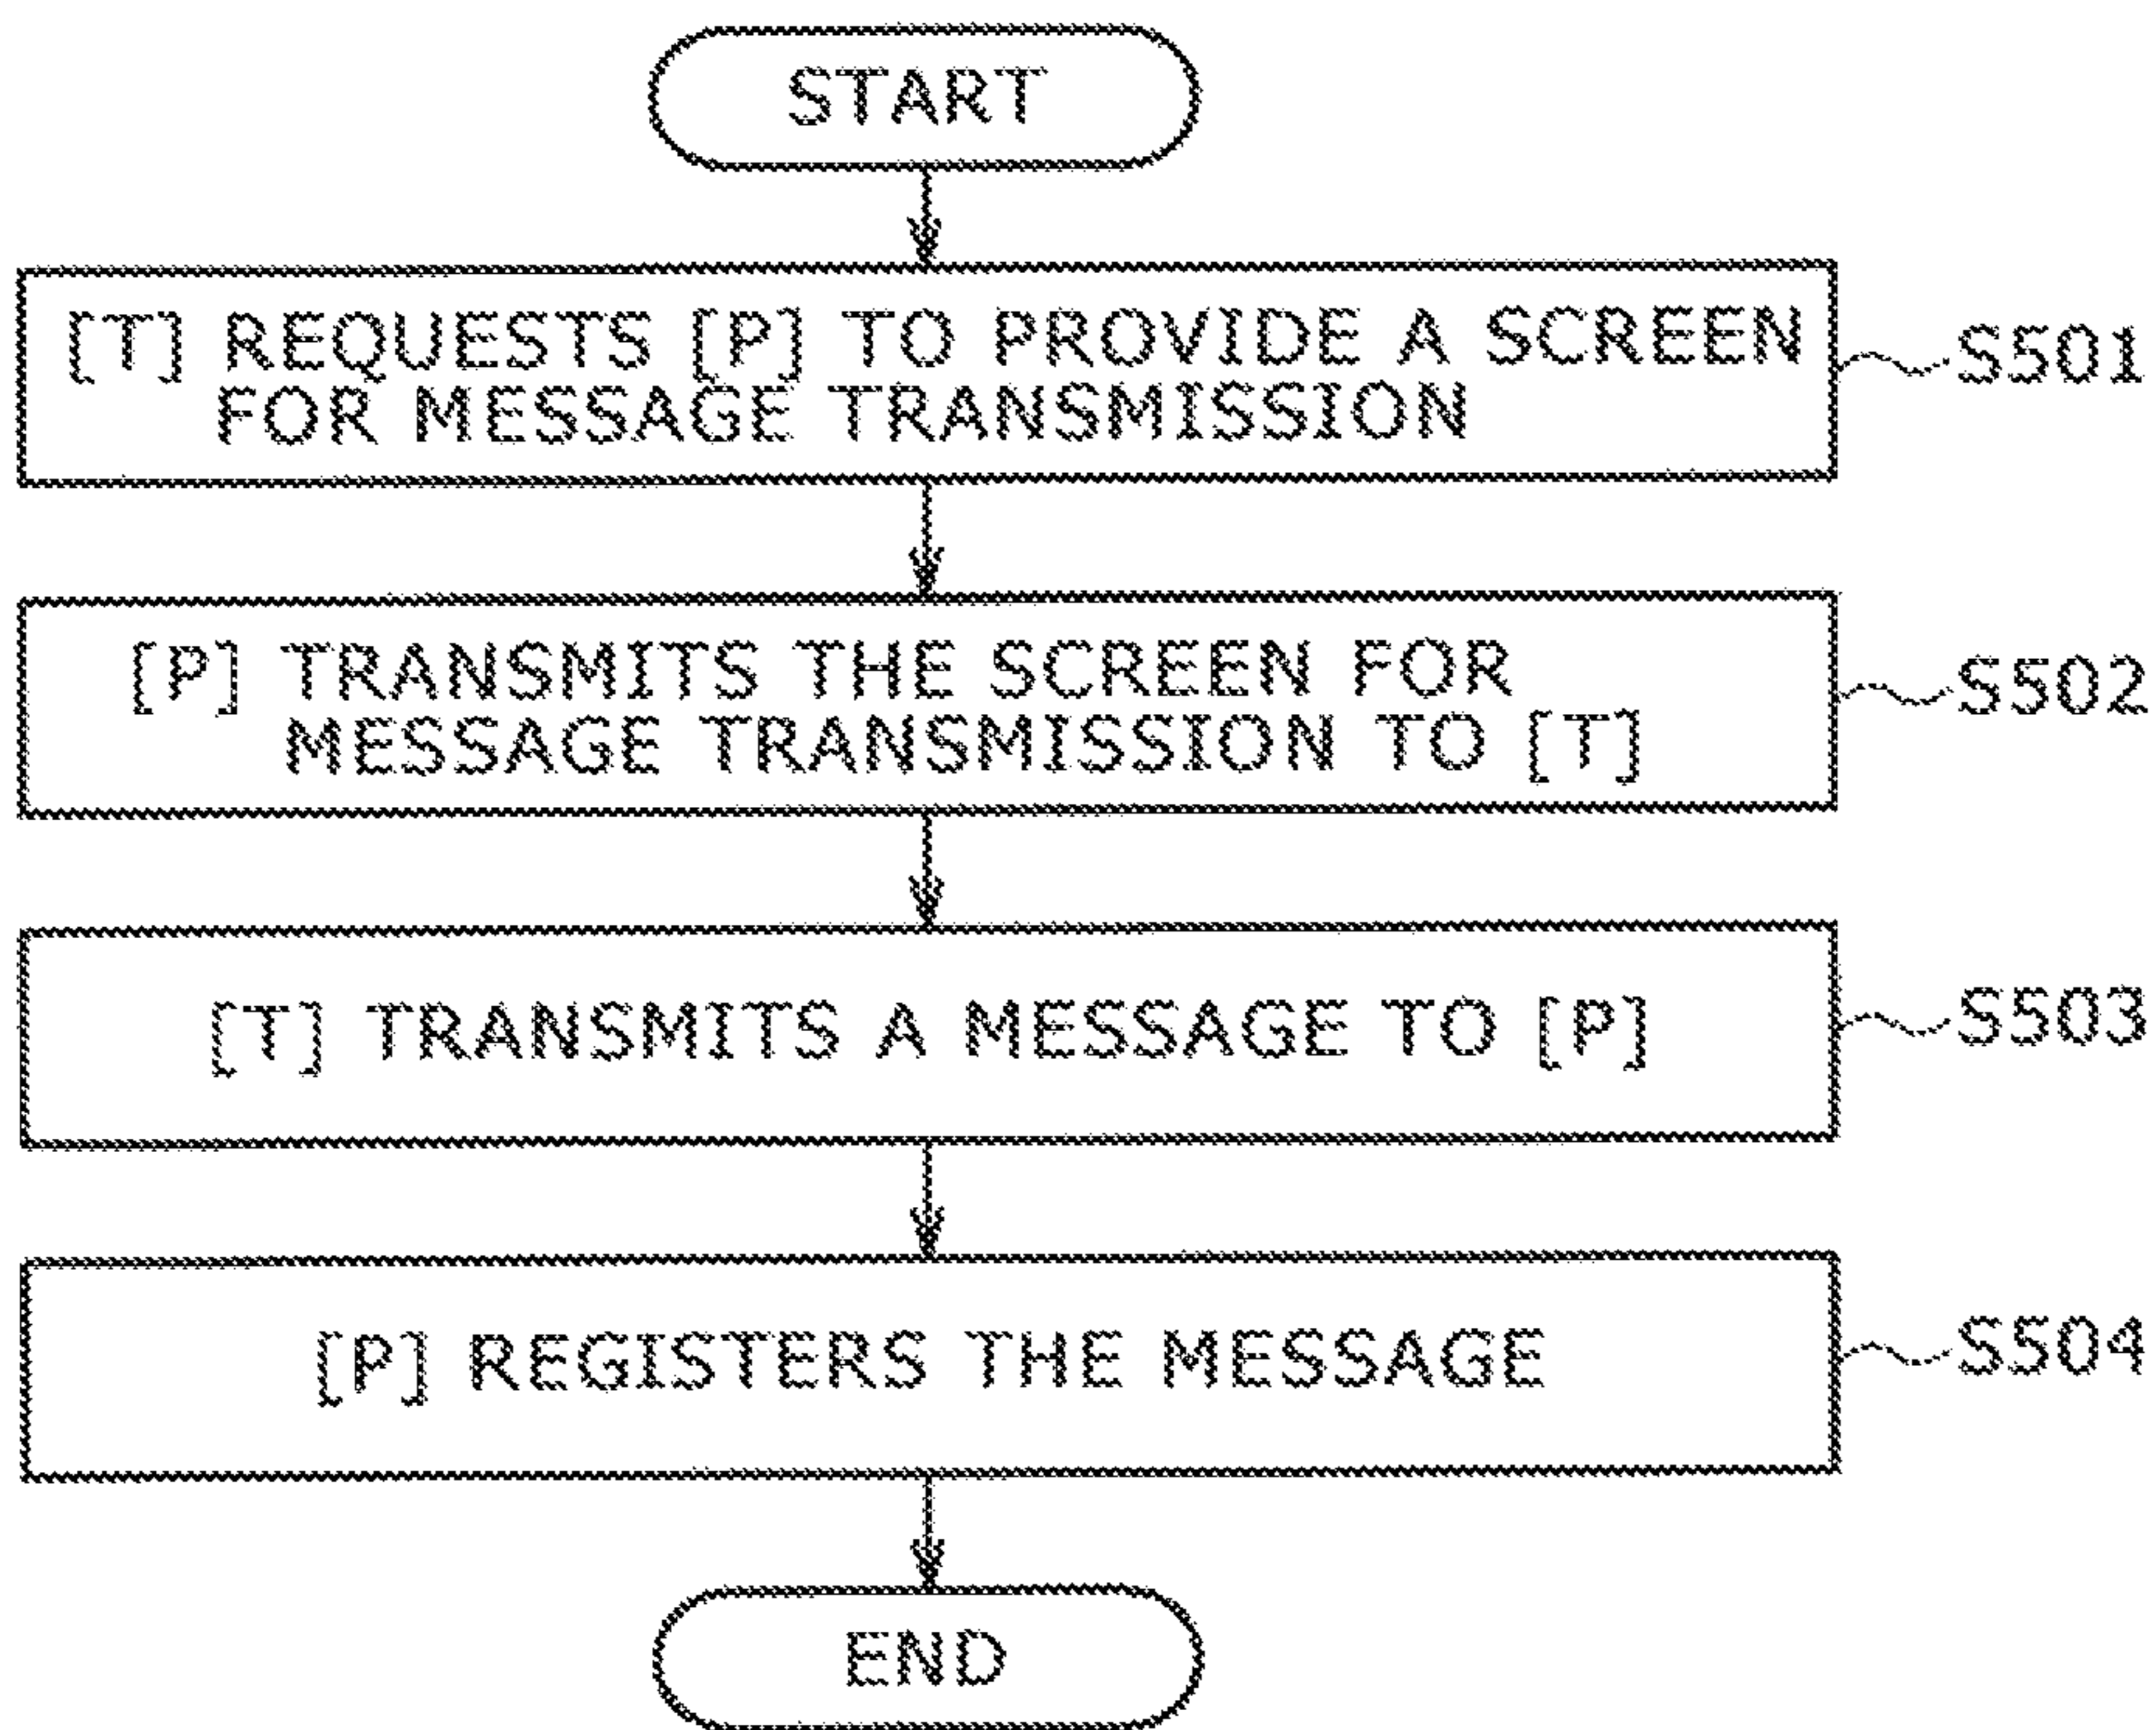 START
[T] REQUESTS [P] TO PROVIDE A SCREEN
FOR MESSAGE TRANSMISSION
S501
[P] TRANSMITS THE SCREEN FOR
MESSAGE TRANSMISSION TO [T]
S502
[T] TRANSMITS A MESSAGE TO [P]
S503
[P] REGISTERS THE MESSAGE
S504
END